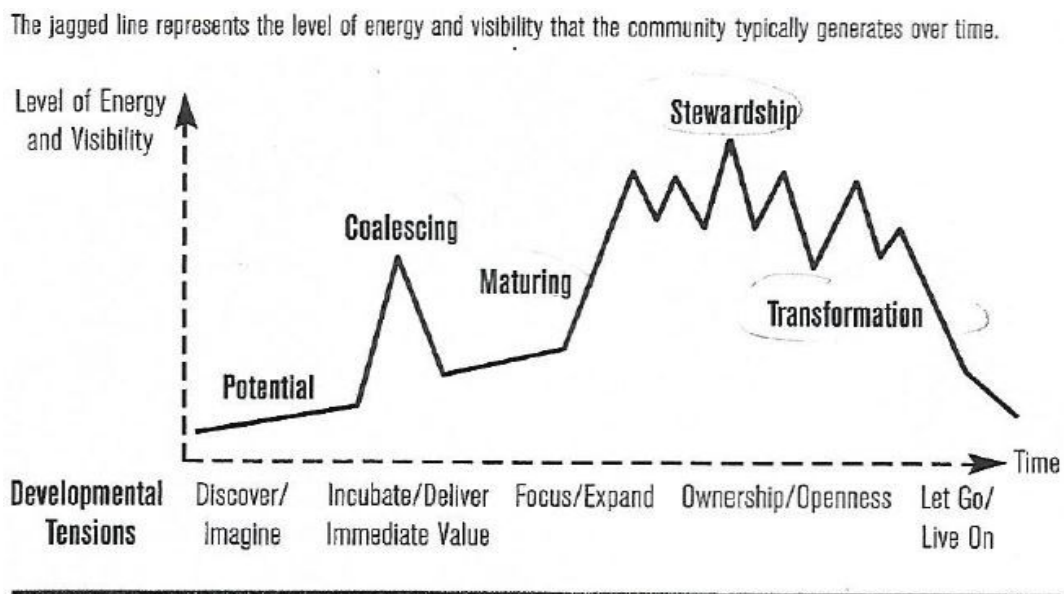 The jagged line represents the level of energy and visibility that the community typically generates over time.
Level of Energy
and Visibility
Stewardship
Coalescing
Maturing
Transformation
Potential
Time
Developmental
Tensions
Discover/
Imagine
Incubate/Deliver
Immediate Value
Focus/Expand
Ownership/Openness
Let Go/
Live On